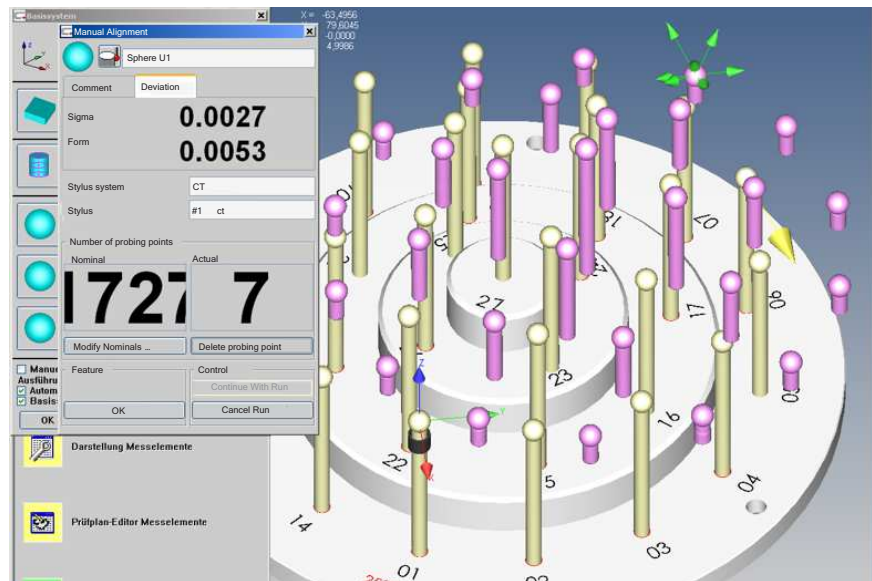 Basissystem
Manual Alignment
Sphere U1
Comment
Deviation
Sigma
0.0027
Form
0.0053
Stylus system
CT
Stylus
#1 ct
Number of probing points
Nominal
Actual
1727
7
Modify Nominals ...
Delete probing point
Feature
Control
Continue With Run
OK
Cancel Run
Ausführu
Autom
Basis
OK
Darstellung Messelemente
Prüfplan-Editor Messelemente
X = -63,4956
79,6045
-0,0000
4,9986
Z
Y
X
07
06
17
27
23
16
22
5
04
03
14
01